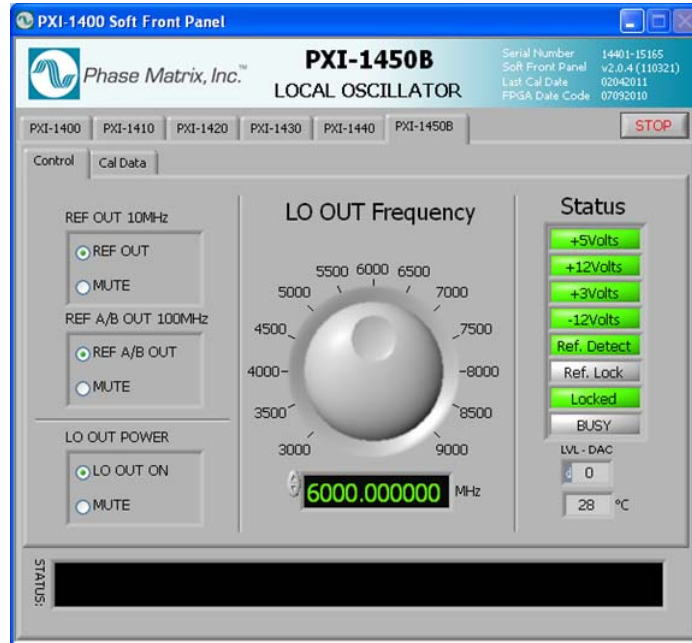 PXI-1400 Soft Front Panel
Phase Matrix, Inc.™
PXI-1450B
LOCAL OSCILLATOR
Serial Number 14401-15165
Soft Front Panel v2.0.4 (110321)
Last Cal Date 02042011
FPGA Date Code 07092010
PXI-1400 PXI-1410 PXI-1420 PXI-1430 PXI-1440 PXI-1450B STOP
Control Cal Data
REF OUT 10MHz
REF OUT
MUTE
REF A/B OUT 100MHz
REF A/B OUT
MUTE
LO OUT POWER
LO OUT ON
MUTE
LO OUT Frequency
5500 6000 6500
5000 7000
4500 7500
4000 8000
3500 8500
3000 9000
6000.000000 MHz
Status
+5Volts
+12Volts
+3Volts
-12Volts
Ref. Detect
Ref. Lock
Locked
BUSY
LVL - DAC
d 0
28 °C
STATUS: